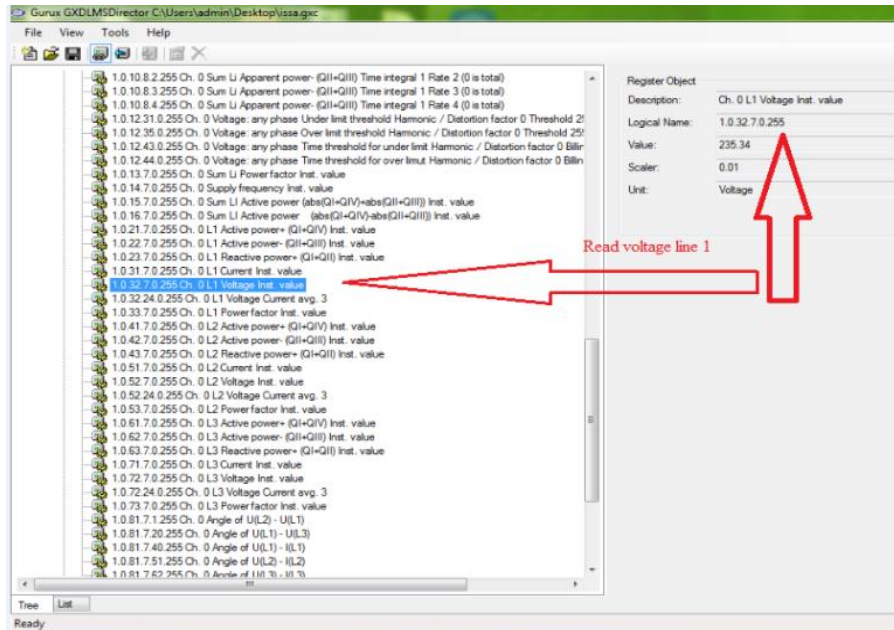 Gurux GXDLMSDirector C:\Users\admin\Desktop\issa.gxc
File View Tools Help
1.0.10.8.2.255 Ch. 0 Sum Li Apparent power- (QII+QIII) Time integral 1 Rate 2 (0 is total)
1.0.10.8.3.255 Ch. 0 Sum Li Apparent power- (QII+QIII) Time integral 1 Rate 3 (0 is total)
1.0.10.8.4.255 Ch. 0 Sum Li Apparent power- (QII+QIII) Time integral 1 Rate 4 (0 is total)
1.0.12.31.0.255 Ch. 0 Voltage: any phase Under limit threshold Harmonic / Distortion factor 0 Threshold 25
1.0.12.35.0.255 Ch. 0 Voltage: any phase Over limit threshold Harmonic / Distortion factor 0 Threshold 255
1.0.12.43.0.255 Ch. 0 Voltage: any phase Time threshold for under limit Harmonic / Distortion factor 0 Billin
1.0.12.44.0.255 Ch. 0 Voltage: any phase Time threshold for over limut Harmonic / Distortion factor 0 Billin
1.0.13.7.0.255 Ch. 0 Sum Li Power factor Inst. value
1.0.14.7.0.255 Ch. 0 Supply frequency Inst. value
1.0.15.7.0.255 Ch. 0 Sum LI Active power (abs(QI+QIV)+abs(QII+QIII)) Inst. value
1.0.16.7.0.255 Ch. 0 Sum LI Active power (abs(QI+QIV)-abs(QII+QIII)) Inst. value
1.0.21.7.0.255 Ch. 0 L1 Active power+ (QI+QIV) Inst. value
1.0.22.7.0.255 Ch. 0 L1 Active power- (QII+QIII) Inst. value
1.0.23.7.0.255 Ch. 0 L1 Reactive power+ (QI+QII) Inst. value
1.0.31.7.0.255 Ch. 0 L1 Current Inst. value
1.0.32.7.0.255 Ch. 0 L1 Voltage Inst. value
1.0.32.24.0.255 Ch. 0 L1 Voltage Current avg. 3
1.0.33.7.0.255 Ch. 0 L1 Power factor Inst. value
1.0.41.7.0.255 Ch. 0 L2 Active power+ (QI+QIV) Inst. value
1.0.42.7.0.255 Ch. 0 L2 Active power- (QII+QIII) Inst. value
1.0.43.7.0.255 Ch. 0 L2 Reactive power+ (QI+QII) Inst. value
1.0.51.7.0.255 Ch. 0 L2 Current Inst. value
1.0.52.7.0.255 Ch. 0 L2 Voltage Inst. value
1.0.52.24.0.255 Ch. 0 L2 Voltage Current avg. 3
1.0.53.7.0.255 Ch. 0 L2 Power factor Inst. value
1.0.61.7.0.255 Ch. 0 L3 Active power+ (QI+QIV) Inst. value
1.0.62.7.0.255 Ch. 0 L3 Active power- (QII+QIII) Inst. value
1.0.63.7.0.255 Ch. 0 L3 Reactive power+ (QI+QII) Inst. value
1.0.71.7.0.255 Ch. 0 L3 Current Inst. value
1.0.72.7.0.255 Ch. 0 L3 Voltage Inst. value
1.0.72.24.0.255 Ch. 0 L3 Voltage Current avg. 3
1.0.73.7.0.255 Ch. 0 L3 Power factor Inst. value
1.0.81.7.1.255 Ch. 0 Angle of U(L2) - U(L1)
1.0.81.7.20.255 Ch. 0 Angle of U(L1) - U(L3)
1.0.81.7.40.255 Ch. 0 Angle of U(L1) - I(L1)
1.0.81.7.51.255 Ch. 0 Angle of U(L2) - I(L2)
1.0.81.7.62.255 Ch. 0 Angle of U(L3) - I(L3)
Tree List
Ready
Register Object
Description: Ch. 0 L1 Voltage Inst. value
Logical Name: 1.0.32.7.0.255
Value: 235.34
Scaler: 0.01
Unit: Voltage
Read voltage line 1